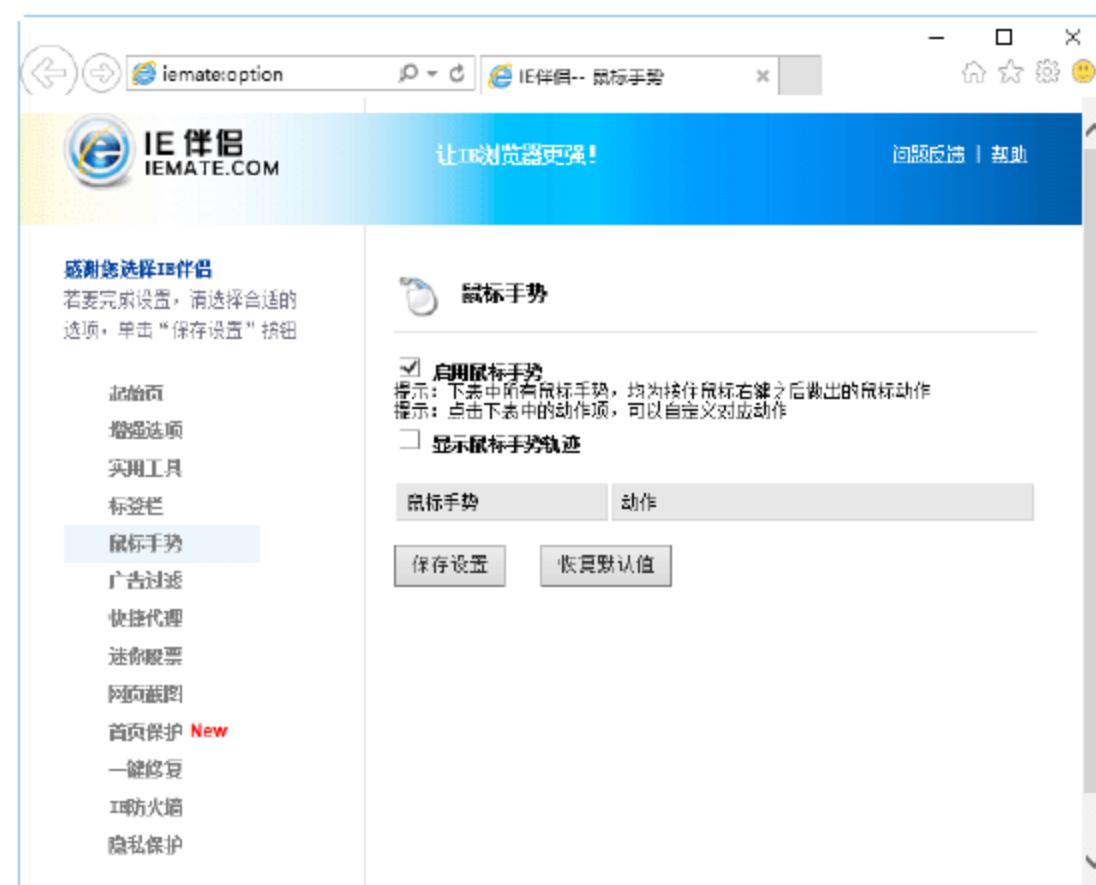 iemate:option
IE伴侣-- 鼠标手势
IE 伴侣
IEMATE.COM
让IE浏览器更强!
问题反馈 | 帮助
感谢您选择IE伴侣
若要完成设置,请选择合适的
选项,单击“保存设置”按钮
起始页
增强选项
实用工具
标签栏
鼠标手势
广告过滤
快捷代理
迷你股票
网页截图
首页保护 New
一键修复
IE防火墙
隐私保护
鼠标手势
启用鼠标手势
提示:下表中所有鼠标手势,均为按住鼠标右键之后做出的鼠标动作
提示:点击下表中的动作项,可以自定义对应动作
显示鼠标手势轨迹
鼠标手势 动作
保存设置 恢复默认值